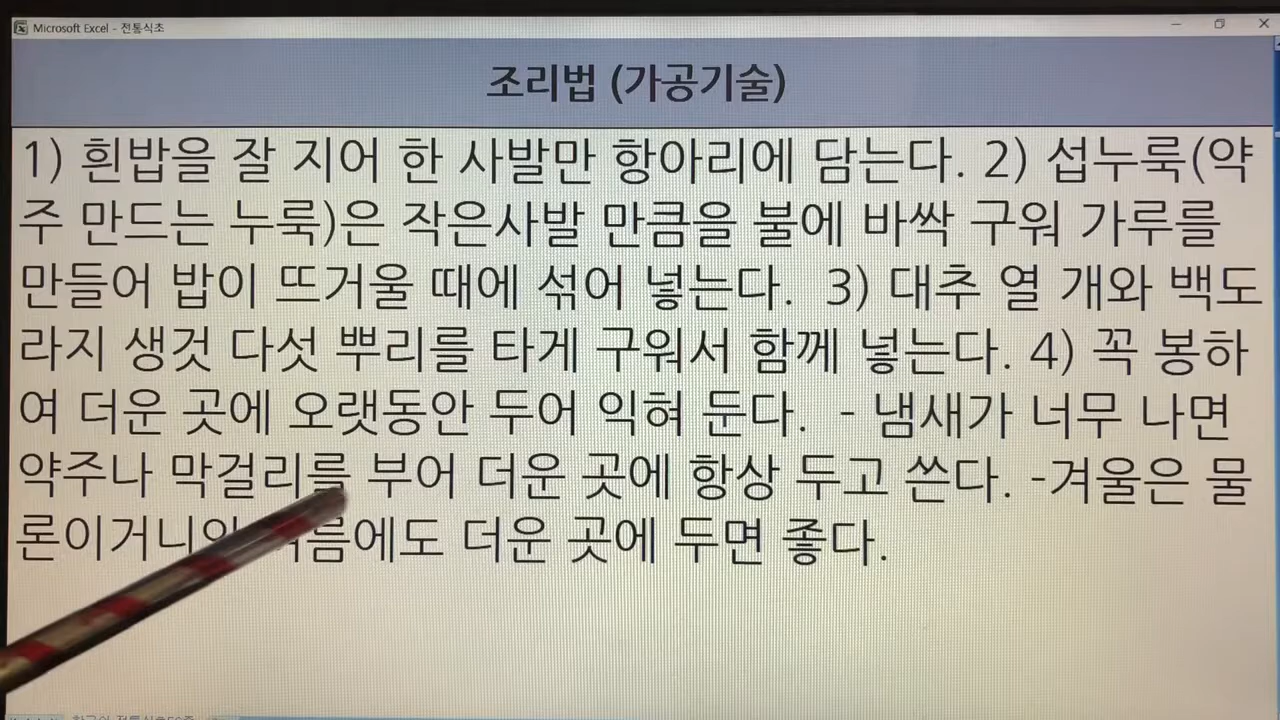 Microsoft Excel - 전통식초
조리법 (가공기술)
1) 흰밥을 잘 지어 한 사발만 항아리에 담는다. 2) 섭누룩(약
주 만드는 누룩)은 작은사발 만큼을 불에 바싹 구워 가루를
만들어 밥이 뜨거울 때에 섞어 넣는다. 3) 대추 열 개와 백도
라지 생것 다섯 뿌리를 타게 구워서 함께 넣는다. 4) 꼭 봉하
여 더운 곳에 오랫동안 두어 익혀 둔다. - 냄새가 너무 나면
약주나 막걸리를 부어 더운 곳에 항상 두고 쓴다. -겨울은 물
더운 곳에 두면 좋다.